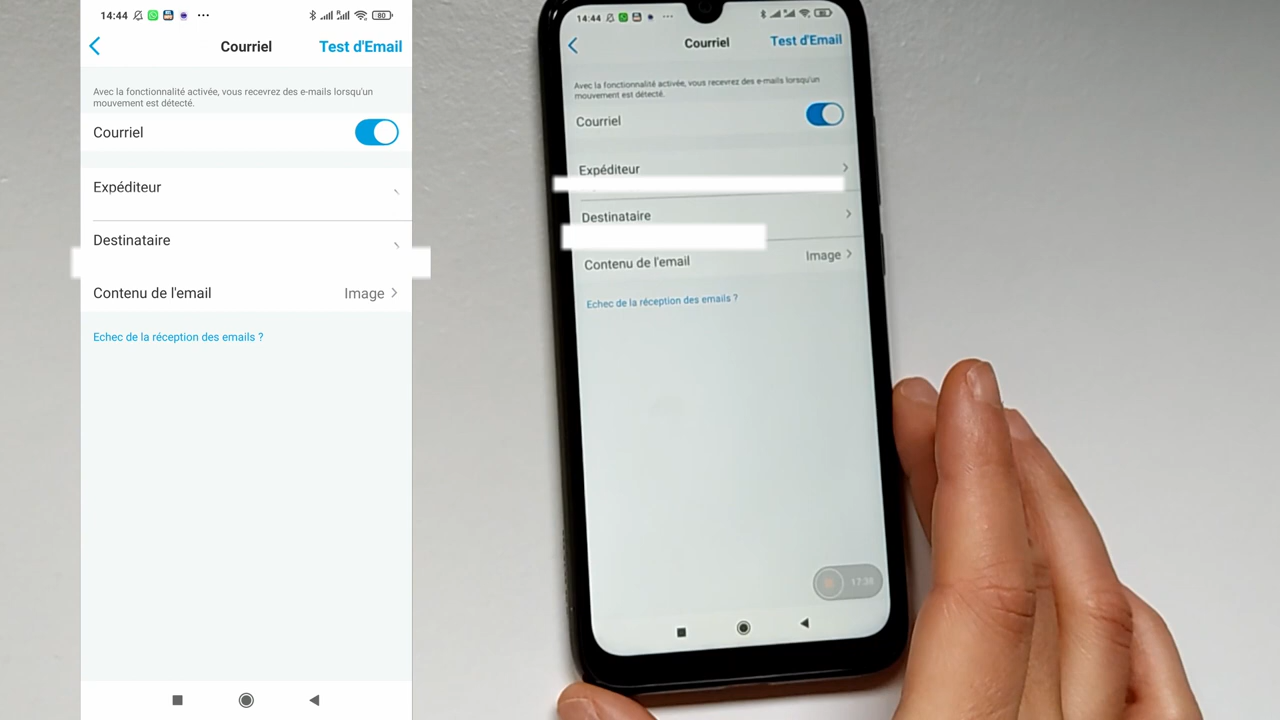 14:44
80
Courriel
Test d'Email
Avec la fonctionnalité activée, vous recevrez des e-mails lorsqu'un
mouvement est détecté.
Courriel
Expéditeur
Destinataire
Contenu de l'email
Image
Echec de la réception des emails ?
14:44
Courriel
Test d'Email
Avec la fonctionnalité activée, vous recevrez des e-mails lorsqu'un
mouvement est détecté.
Courriel
Expéditeur
Destinataire
Contenu de l'email
Image
Echec de la réception des emails ?